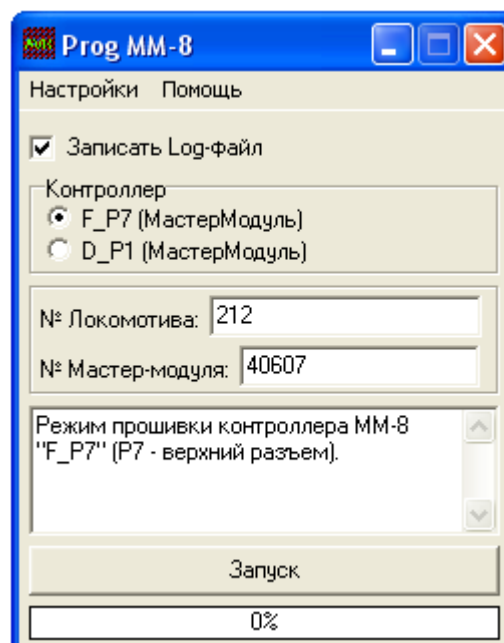 Prog MM-8
Настройки Помощь
Записать Log-файл
Контроллер
F_P7 (МастерМодуль)
D_P1 (МастерМодуль)
№ Локомотива: 212
№ Мастер-модуля: 40607
Режим прошивки контроллера ММ-8
"F_P7" (P7 - верхний разъем).
Запуск
0%